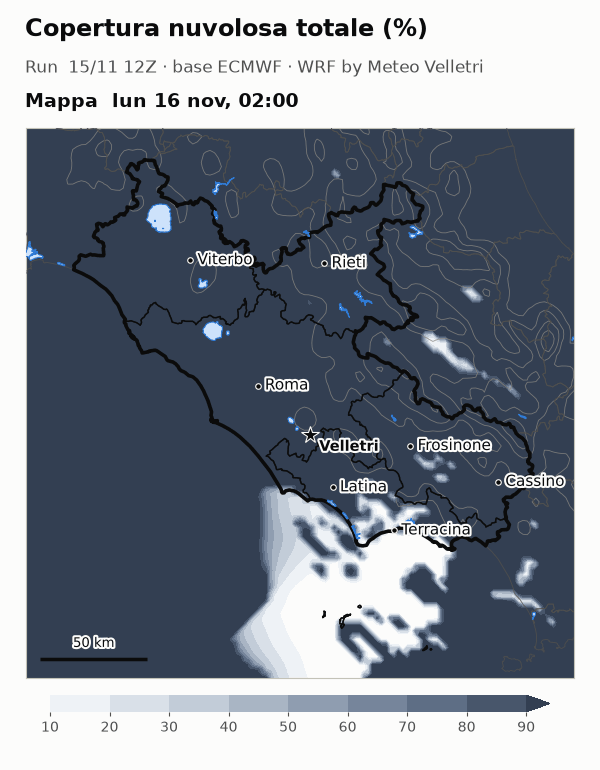 Copertura nuvolosa totale (%)
Run  15/11 12Z · base ECMWF · WRF by Meteo Velletri
Mappa  lun 16 nov, 02:00
Viterbo
Rieti
Roma
Velletri
Frosinone
Cassino
Latina
Terracina
50 km
10 20 30 40 50 60 70 80 90